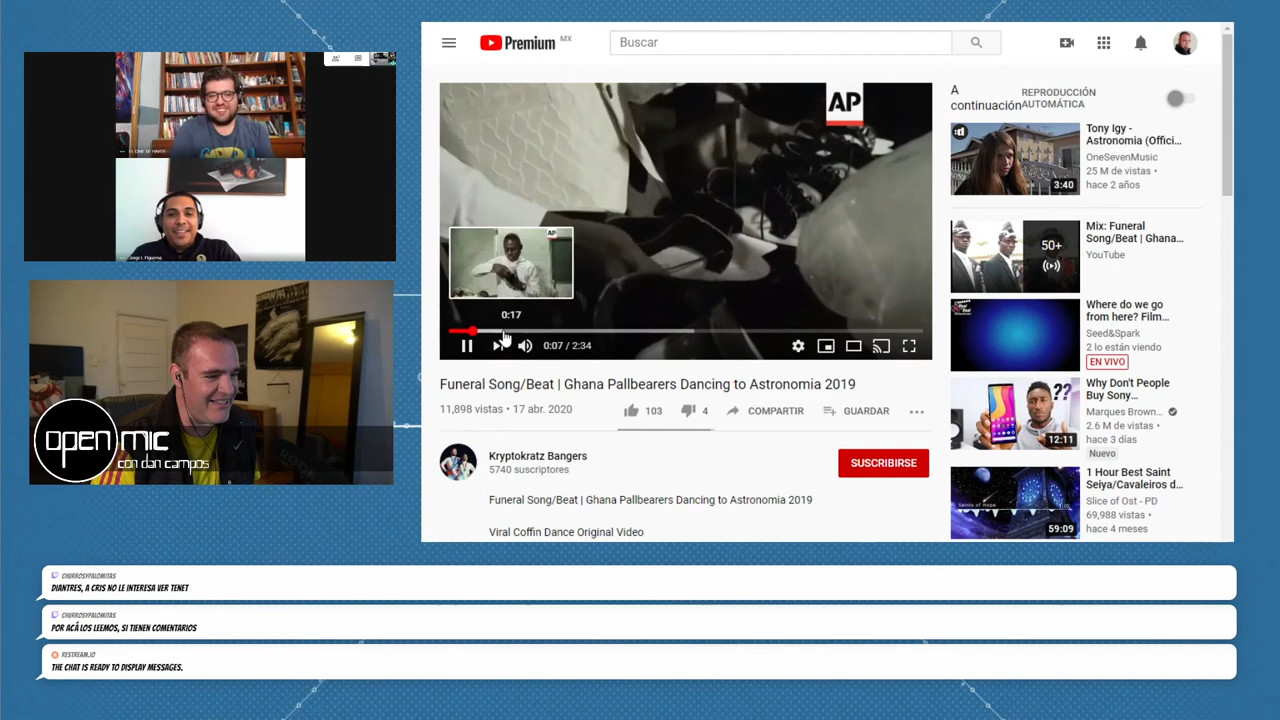 Premium MX
Buscar
AP
AP
0:17
0:07 / 2:34
Funeral Song/Beat | Ghana Pallbearers Dancing to Astronomia 2019
11,898 vistas • 17 abr. 2020
103
4
COMPARTIR
GUARDAR
Kryptokratz Bangers
5740 suscriptores
SUSCRIBIRSE
Funeral Song/Beat | Ghana Pallbearers Dancing to Astronomia 2019
Viral Coffin Dance Original Video
A continuación
REPRODUCCIÓN AUTOMÁTICA
3:40
Tony Igy -
Astronomia (Offici...
OneSevenMusic
25 M de vistas •
hace 2 años
50+
Mix: Funeral
Song/Beat | Ghana...
YouTube
Where do we go
from here? Film...
Seed&Spark
2 lo están viendo
EN VIVO
??
12:11
Why Don't People
Buy Sony...
Marques Brown...
2.6 M de vistas •
hace 3 días
Nuevo
59:09
1 Hour Best Saint
Seiya/Cavaleiros d...
Slice of Ost - PD
69,988 vistas •
hace 4 meses
open mic
con dan campos
CHURROSYPALOMITAS
DIANTRES, A CRIS NO LE INTERESA VER TENET
CHURROSYPALOMITAS
POR ACÁ LOS LEEMOS, SI TIENEN COMENTARIOS
RESTREAM.IO
THE CHAT IS READY TO DISPLAY MESSAGES.